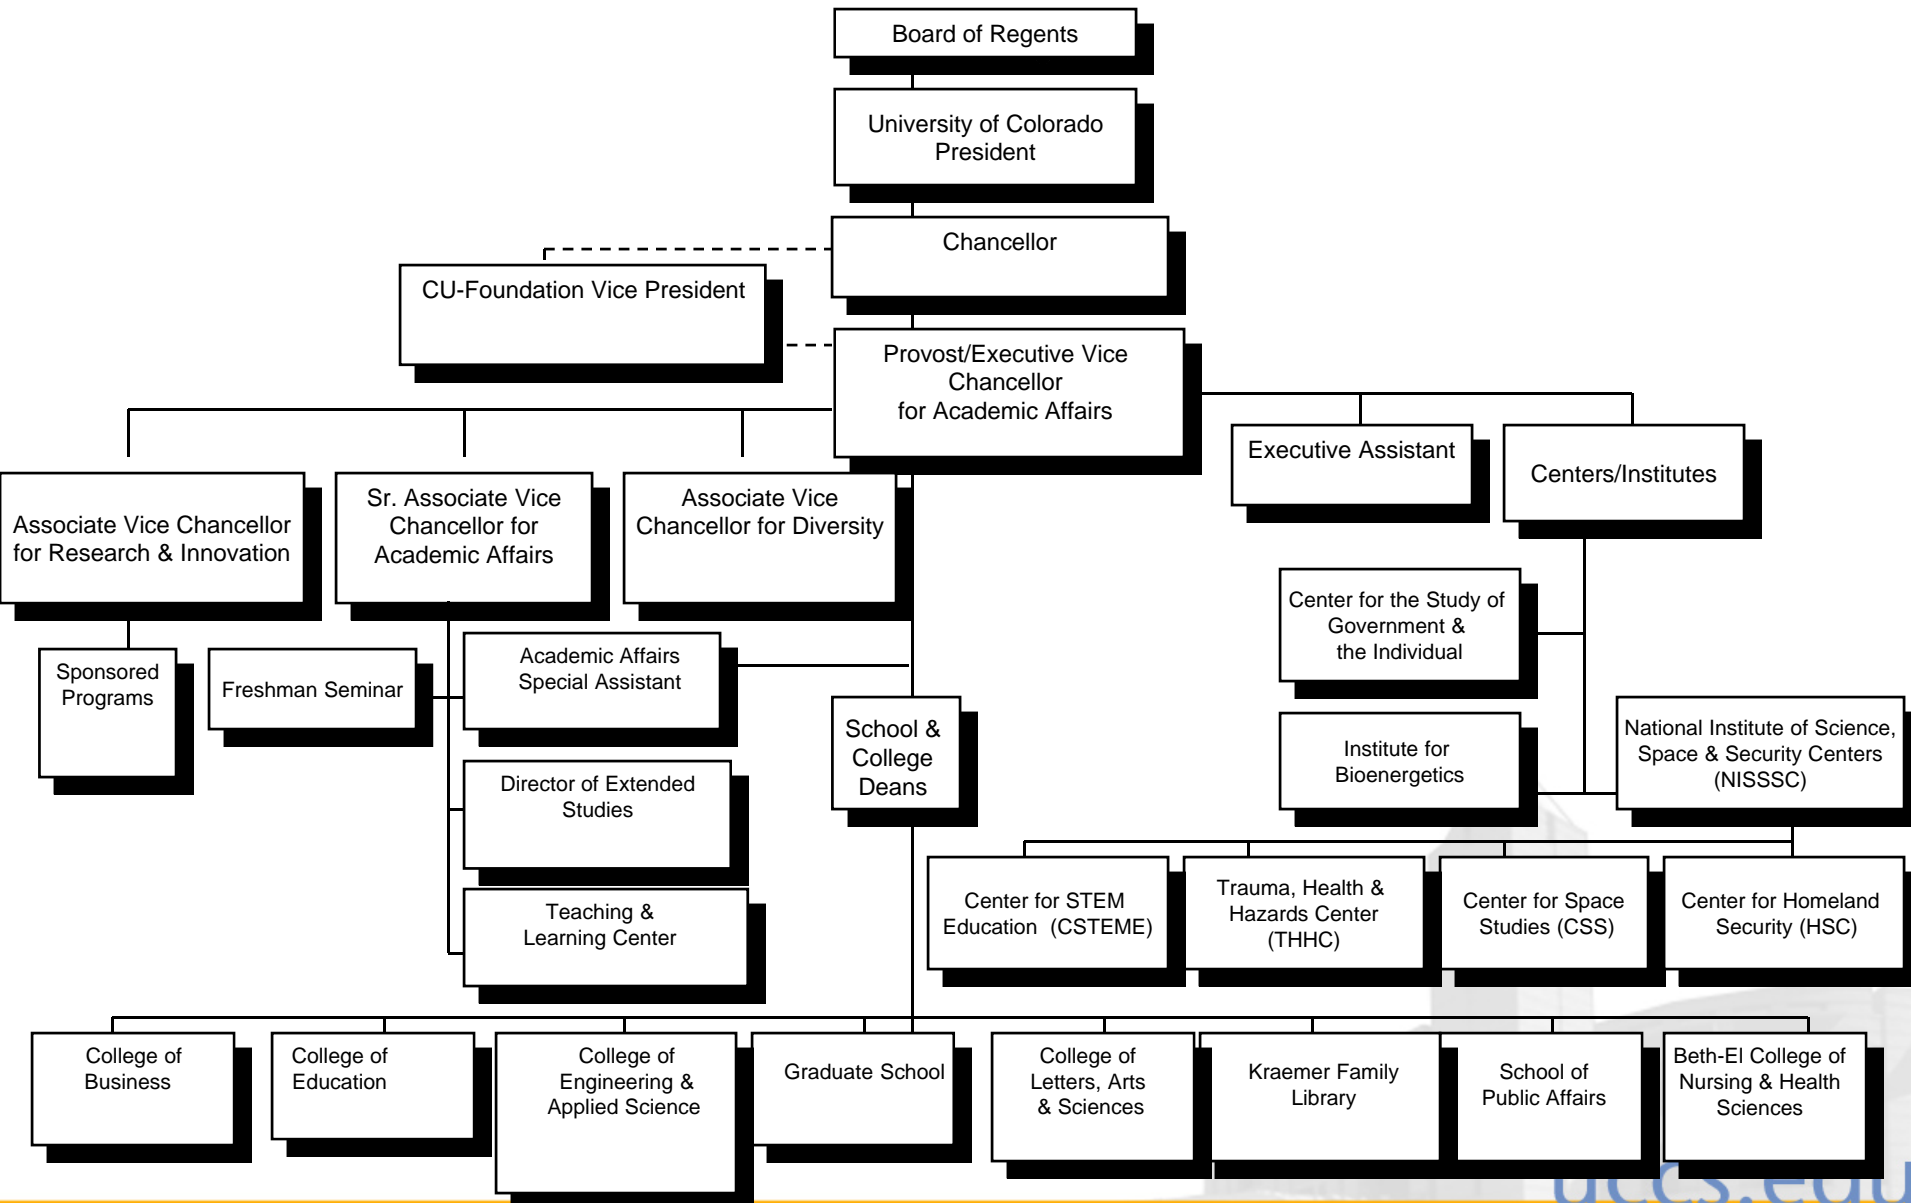 Board of Regents
University of Colorado
President
Chancellor
CU-Foundation Vice President
Provost/Executive Vice
Chancellor
for Academic Affairs
Executive Assistant
Centers/Institutes
Associate Vice Chancellor
for Research & Innovation
Sr. Associate Vice
Chancellor for
Academic Affairs
Associate Vice
Chancellor for Diversity
Center for the Study of
Government &
the Individual
Sponsored
Programs
Freshman Seminar
Academic Affairs
Special Assistant
School &
College
Deans
Institute for
Bioenergetics
National Institute of Science,
Space & Security Centers
(NISSSC)
Director of Extended
Studies
Teaching &
Learning Center
Center for STEM
Education  (CSTEME)
Trauma, Health &
Hazards Center
(THHC)
Center for Space
Studies (CSS)
Center for Homeland
Security (HSC)
College of
Business
College of
Education
College of
Engineering &
Applied Science
Graduate School
College of
Letters, Arts
& Sciences
Kraemer Family
Library
School of
Public Affairs
Beth-El College of
Nursing & Health
Sciences
uccs.edu